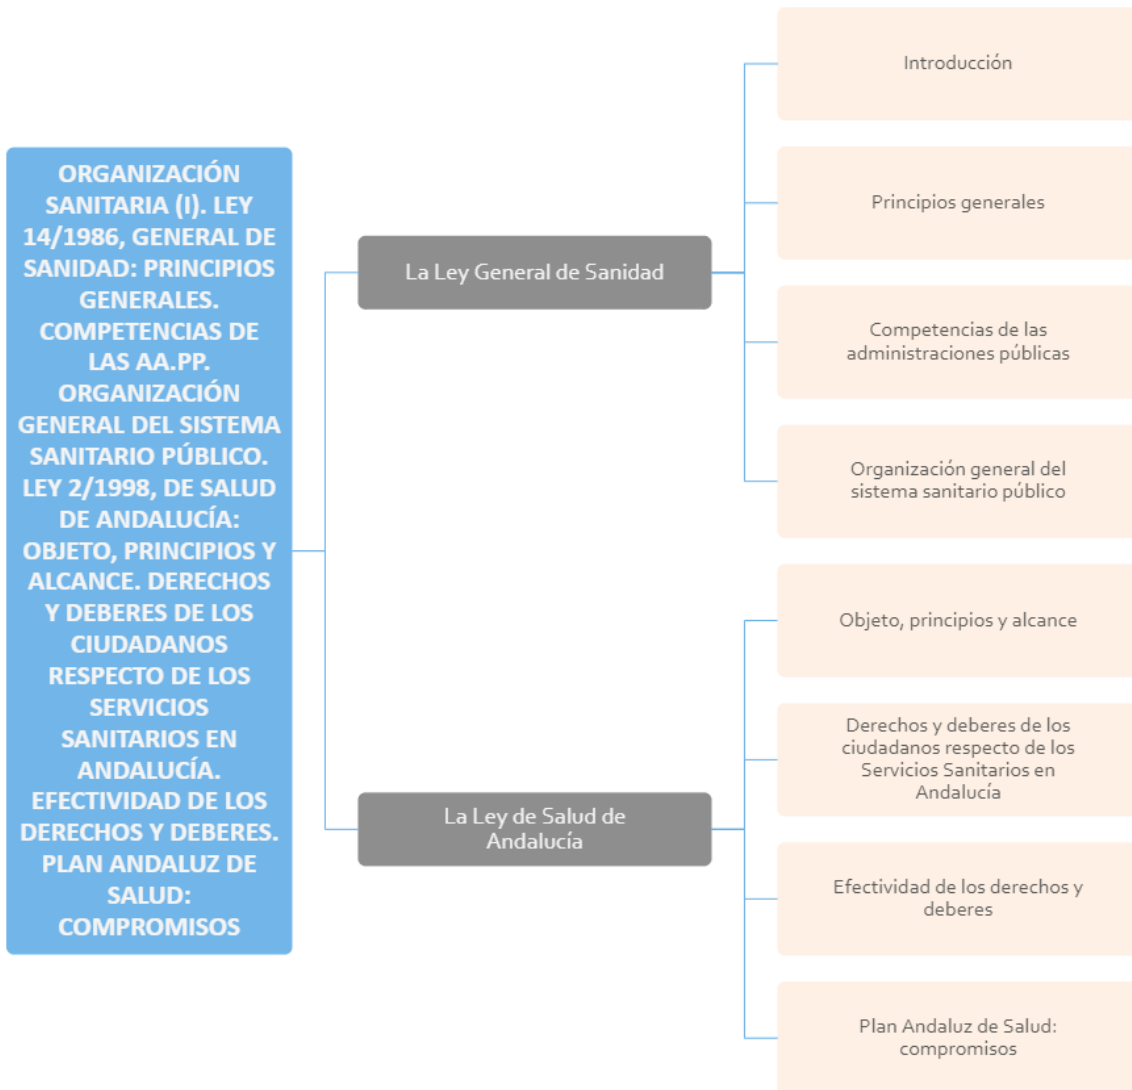 ORGANIZACIÓN
SANITARIA (I). LEY
14/1986, GENERAL DE
SANIDAD: PRINCIPIOS
GENERALES.
COMPETENCIAS DE
LAS AA.PP.
ORGANIZACIÓN
GENERAL DEL SISTEMA
SANITARIO PÚBLICO.
LEY 2/1998, DE SALUD
DE ANDALUCÍA:
OBJETO, PRINCIPIOS Y
ALCANCE. DERECHOS
Y DEBERES DE LOS
CIUDADANOS
RESPECTO DE LOS
SERVICIOS
SANITARIOS EN
ANDALUCÍA.
EFECTIVIDAD DE LOS
DERECHOS Y DEBERES.
PLAN ANDALUZ DE
SALUD:
COMPROMISOS
La Ley General de Sanidad
Introducción
Principios generales
Competencias de las
administraciones públicas
Organización general del
sistema sanitario público
La Ley de Salud de
Andalucía
Objeto, principios y alcance
Derechos y deberes de los
ciudadanos respecto de los
Servicios Sanitarios en
Andalucía
Efectividad de los derechos y
deberes
Plan Andaluz de Salud:
compromisos